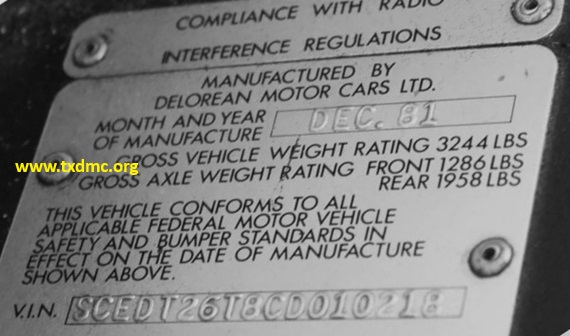 COMPLIANCE WITH RADIO
INTERFERENCE REGULATIONS
MANUFACTURED BY
DELOREAN MOTOR CARS LTD.
MONTH AND YEAR
OF MANUFACTURE DEC. 81
GROSS VEHICLE WEIGHT RATING 3244 LBS
GROSS AXLE WEIGHT RATING FRONT 1286 LBS
REAR 1958 LBS
www.txdmc.org
THIS VEHICLE CONFORMS TO ALL
APPLICABLE FEDERAL MOTOR VEHICLE
SAFETY AND BUMPER STANDARDS IN
EFFECT ON THE DATE OF MANUFACTURE
SHOWN ABOVE.
V.I.N. SCEDT26T8CD010218